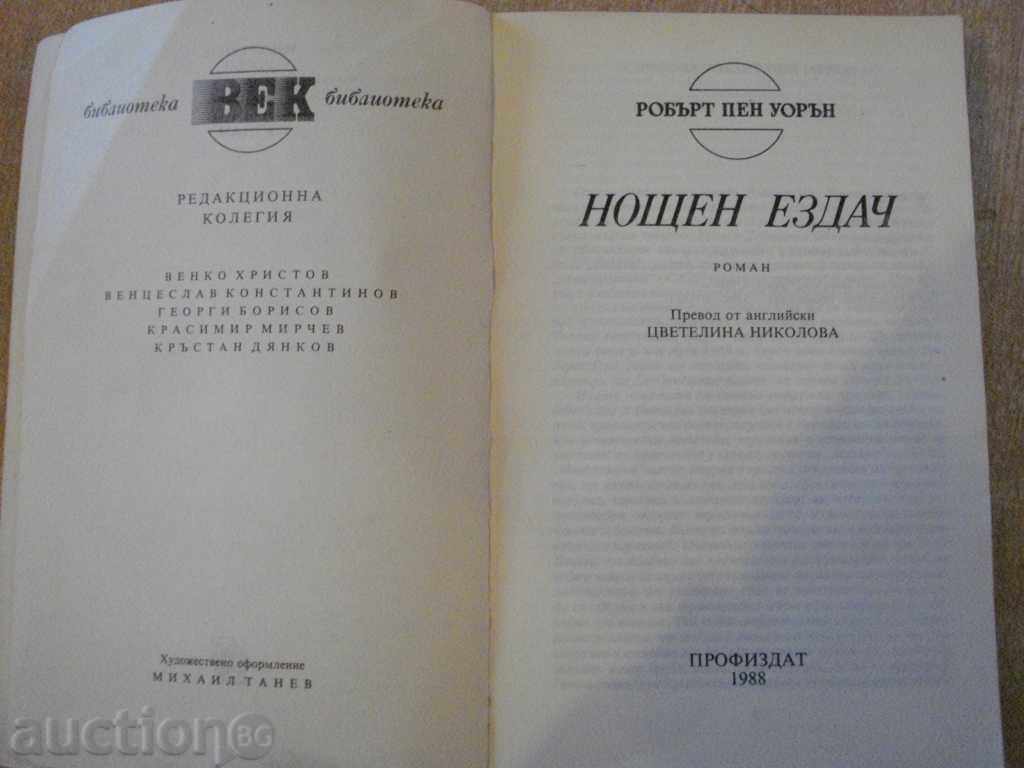 библиотека ВЕК библиотека
РЕДАКЦИОННА
КОЛЕГИЯ
ВЕНКО ХРИСТОВ
ВЕНЦЕСЛАВ КОНСТАНТИНОВ
ГЕОРГИ БОРИСОВ
КРАСИМИР МИРЧЕВ
КРЪСТАН ДЯНКОВ
Художествено оформление
МИХАИЛ ТАНЕВ
РОБЪРТ ПЕН УОРЪН
НОЩЕН ЕЗДАЧ
РОМАН
Превод от английски
ЦВЕТЕЛИНА НИКОЛОВА
ПРОФИЗДАТ
1988
auctionBG